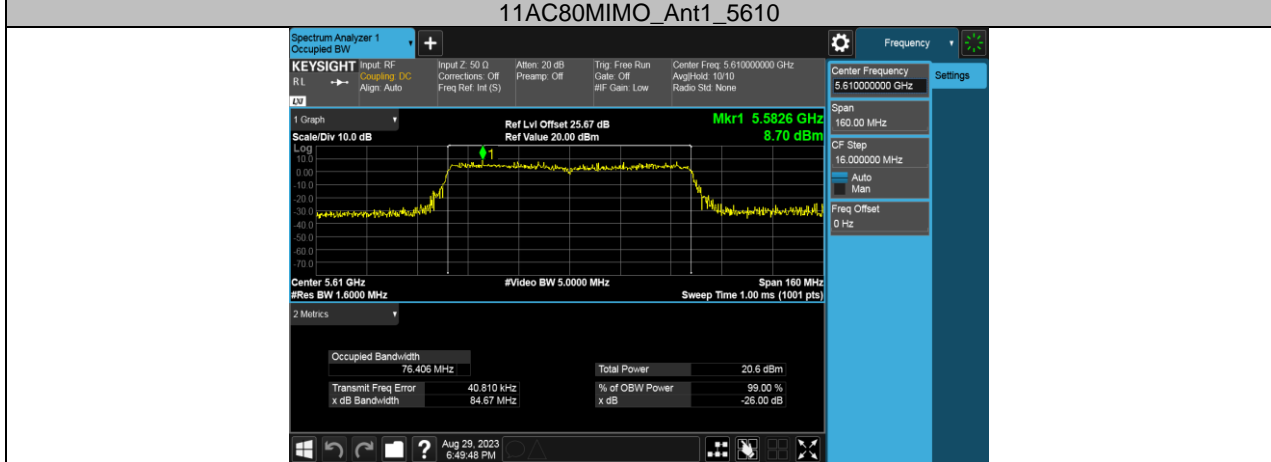 11AC80MIMO_Ant1_5610
Spectrum Analyzer 1
Occupied BW
+
Frequency
KEYSIGHT
RL
LXI
Input: RF
Coupling: DC
Align: Auto
Input Z: 50 Ω
Corrections: Off
Freq Ref: Int (S)
Atten: 20 dB
Preamp: Off
Trig: Free Run
Gate: Off
#IF Gain: Low
Center Freq: 5.610000000 GHz
Avg|Hold: 10/10
Radio Std: None
Center Frequency
5.610000000 GHz
Settings
Span
160.00 MHz
CF Step
16.000000 MHz
Auto
Man
Freq Offset
0 Hz
1 Graph
Scale/Div 10.0 dB
Ref Lvl Offset 25.67 dB
Ref Value 20.00 dBm
Mkr1 5.5826 GHz
8.70 dBm
Log
1
10.0
0.00
-10.0
-20.0
-30.0
-40.0
-50.0
-60.0
-70.0
Center 5.61 GHz
#Video BW 5.0000 MHz
Span 160 MHz
#Res BW 1.6000 MHz
Sweep Time 1.00 ms (1001 pts)
2 Metrics
Occupied Bandwidth
76.406 MHz
Total Power 20.6 dBm
Transmit Freq Error 40.810 kHz
% of OBW Power 99.00 %
x dB Bandwidth 84.67 MHz
x dB -26.00 dB
?
Aug 29, 2023
6:49:48 PM